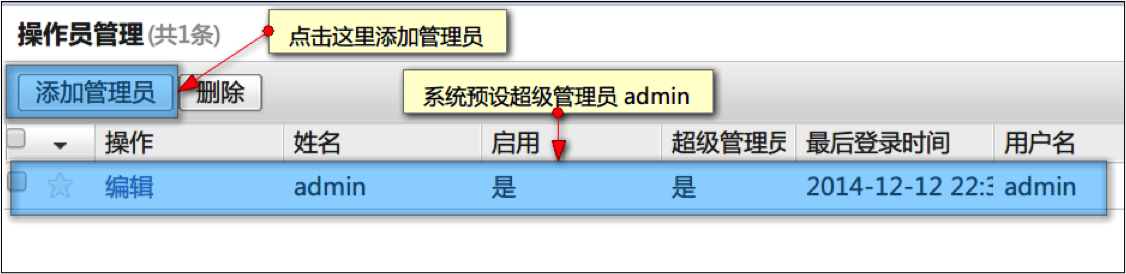 操作员管理(共1条)
点击这里添加管理员
添加管理员 删除
系统预设超级管理员 admin
操作 姓名 启用 超级管理员 最后登录时间 用户名
编辑 admin 是 是 2014-12-12 22: admin